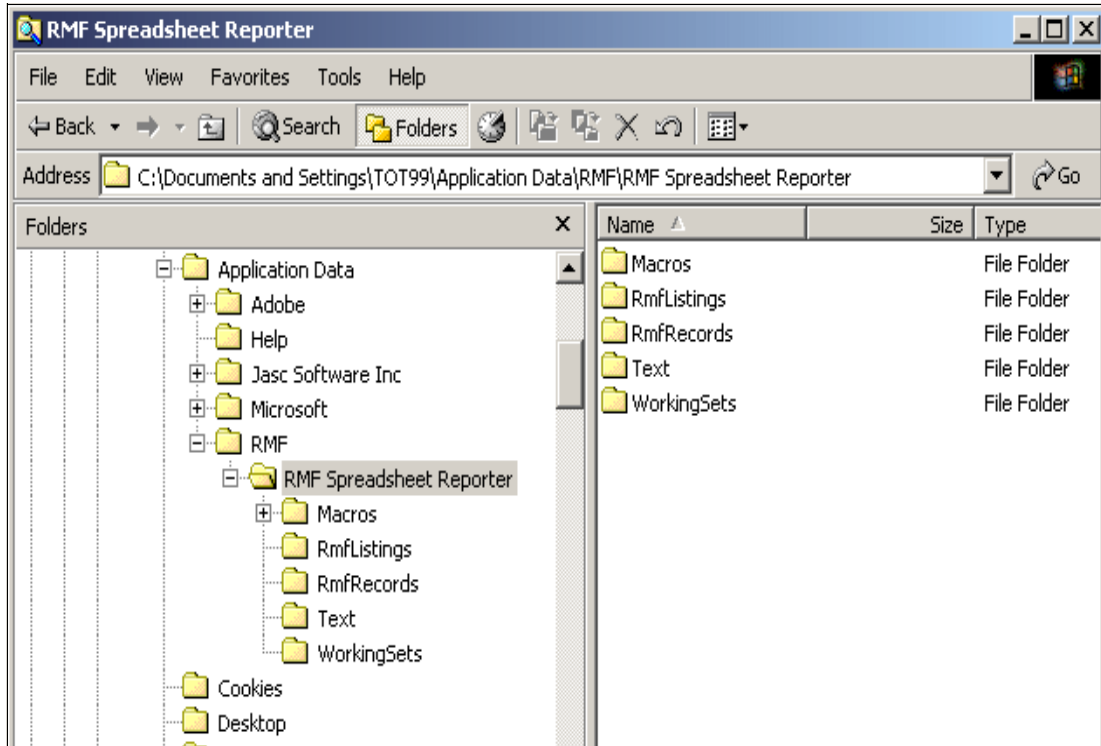 RMF Spreadsheet Reporter
File Edit View Favorites Tools Help
Back Search Folders
Address C:\Documents and Settings\TOT99\Application Data\RMF\RMF Spreadsheet Reporter Go
Folders
Application Data
Adobe
Help
Jasc Software Inc
Microsoft
RMF
RMF Spreadsheet Reporter
Macros
RmfListings
RmfRecords
Text
WorkingSets
Cookies
Desktop
Name Size Type
Macros File Folder
RmfListings File Folder
RmfRecords File Folder
Text File Folder
WorkingSets File Folder